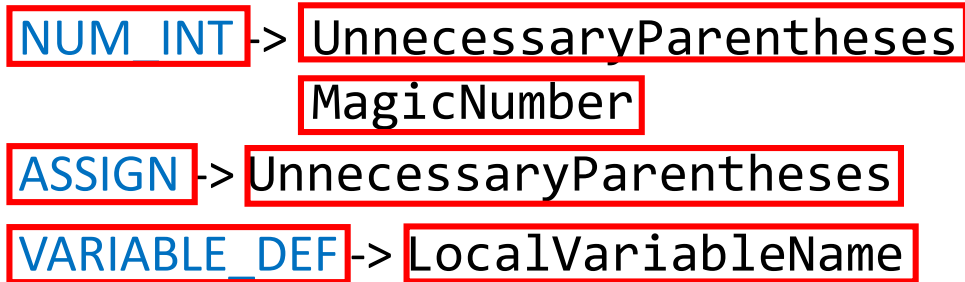 NUM_INT -> UnnecessaryParentheses
MagicNumber
ASSIGN -> UnnecessaryParentheses
VARIABLE_DEF -> LocalVariableName